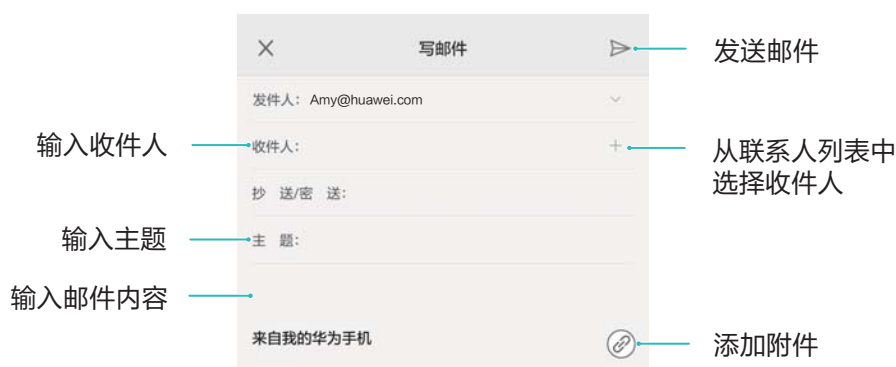 写邮件
发送邮件
发件人: Amy@huawei.com
输入收件人
收件人:
从联系人列表中
选择收件人
抄 送/密 送:
输入主题
主 题:
输入邮件内容
来自我的华为手机
添加附件